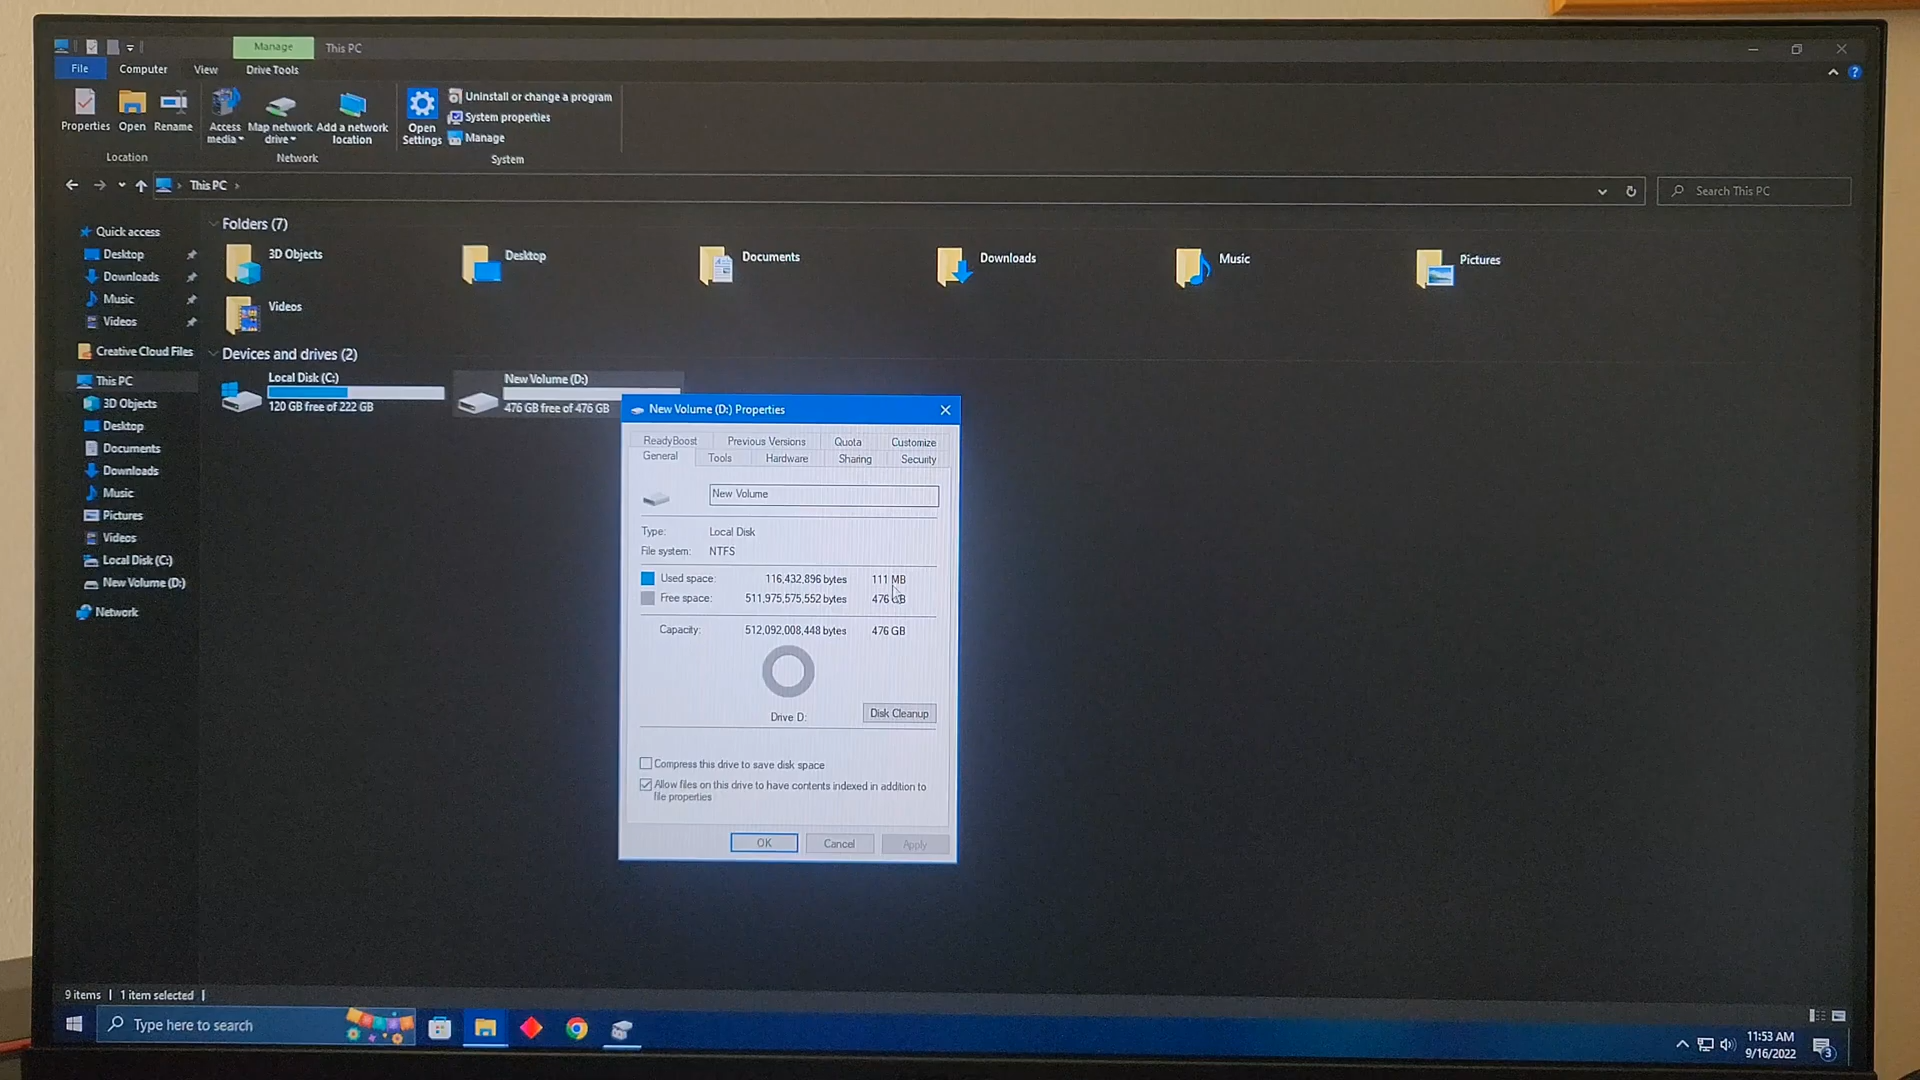 Manage
This PC
File
Computer
View
Drive Tools
Properties
Open
Rename
Access media
Map network drive
Add a network location
Open Settings
Uninstall or change a program
System properties
Manage
Location
Network
System
This PC
Search This PC
Quick access
Desktop
Downloads
Music
Videos
Creative Cloud Files
This PC
3D Objects
Desktop
Documents
Downloads
Music
Pictures
Videos
Local Disk (C:)
New Volume (D:)
Network
Folders (7)
3D Objects
Desktop
Documents
Downloads
Music
Pictures
Videos
Devices and drives (2)
Local Disk (C:)
120 GB free of 222 GB
New Volume (D:)
476 GB free of 476 GB
New Volume (D:) Properties
ReadyBoost
Previous Versions
Quota
Customize
General
Tools
Hardware
Sharing
Security
New Volume
Type: Local Disk
File system: NTFS
Used space: 116,432,896 bytes 111 MB
Free space: 511,975,575,552 bytes 476 GB
Capacity: 512,092,008,448 bytes 476 GB
Drive D:
Disk Cleanup
Compress this drive to save disk space
Allow files on this drive to have contents indexed in addition to
file properties
OK
Cancel
Apply
9 items
1 item selected
Type here to search
11:53 AM
9/16/2022
3